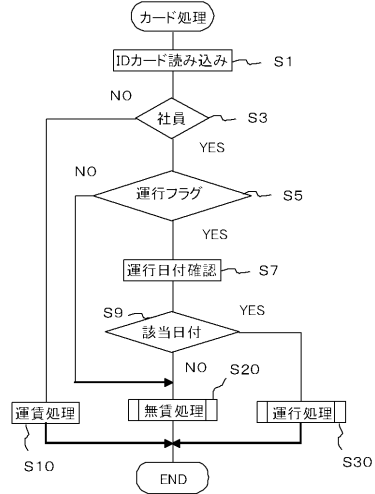 カード処理
IDカード読み込み
S1
NO
社員
S3
YES
NO
運行フラグ
S5
YES
運行日付確認
S7
S9
YES
該当日付
NO
S20
運賃処理
無賃処理
運行処理
S10
S30
END